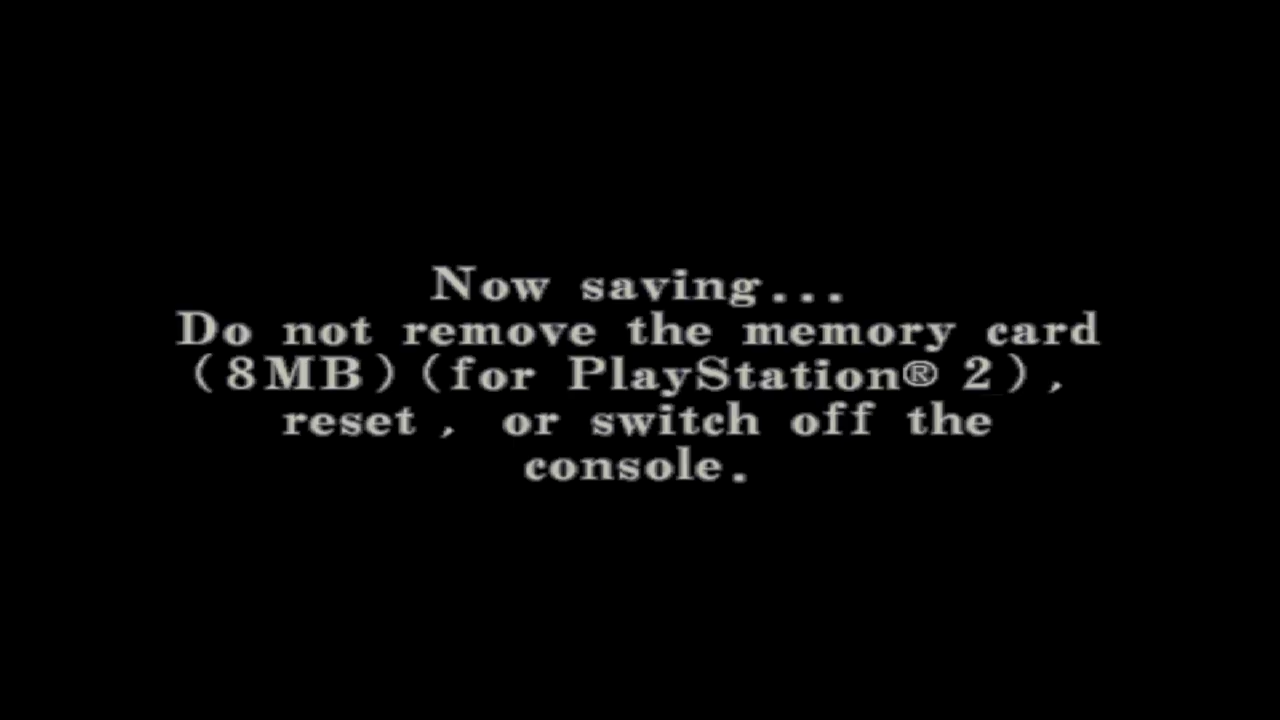 Now saving...
Do not remove the memory card
(8MB)(for PlayStation® 2),
reset, or switch off the
console.